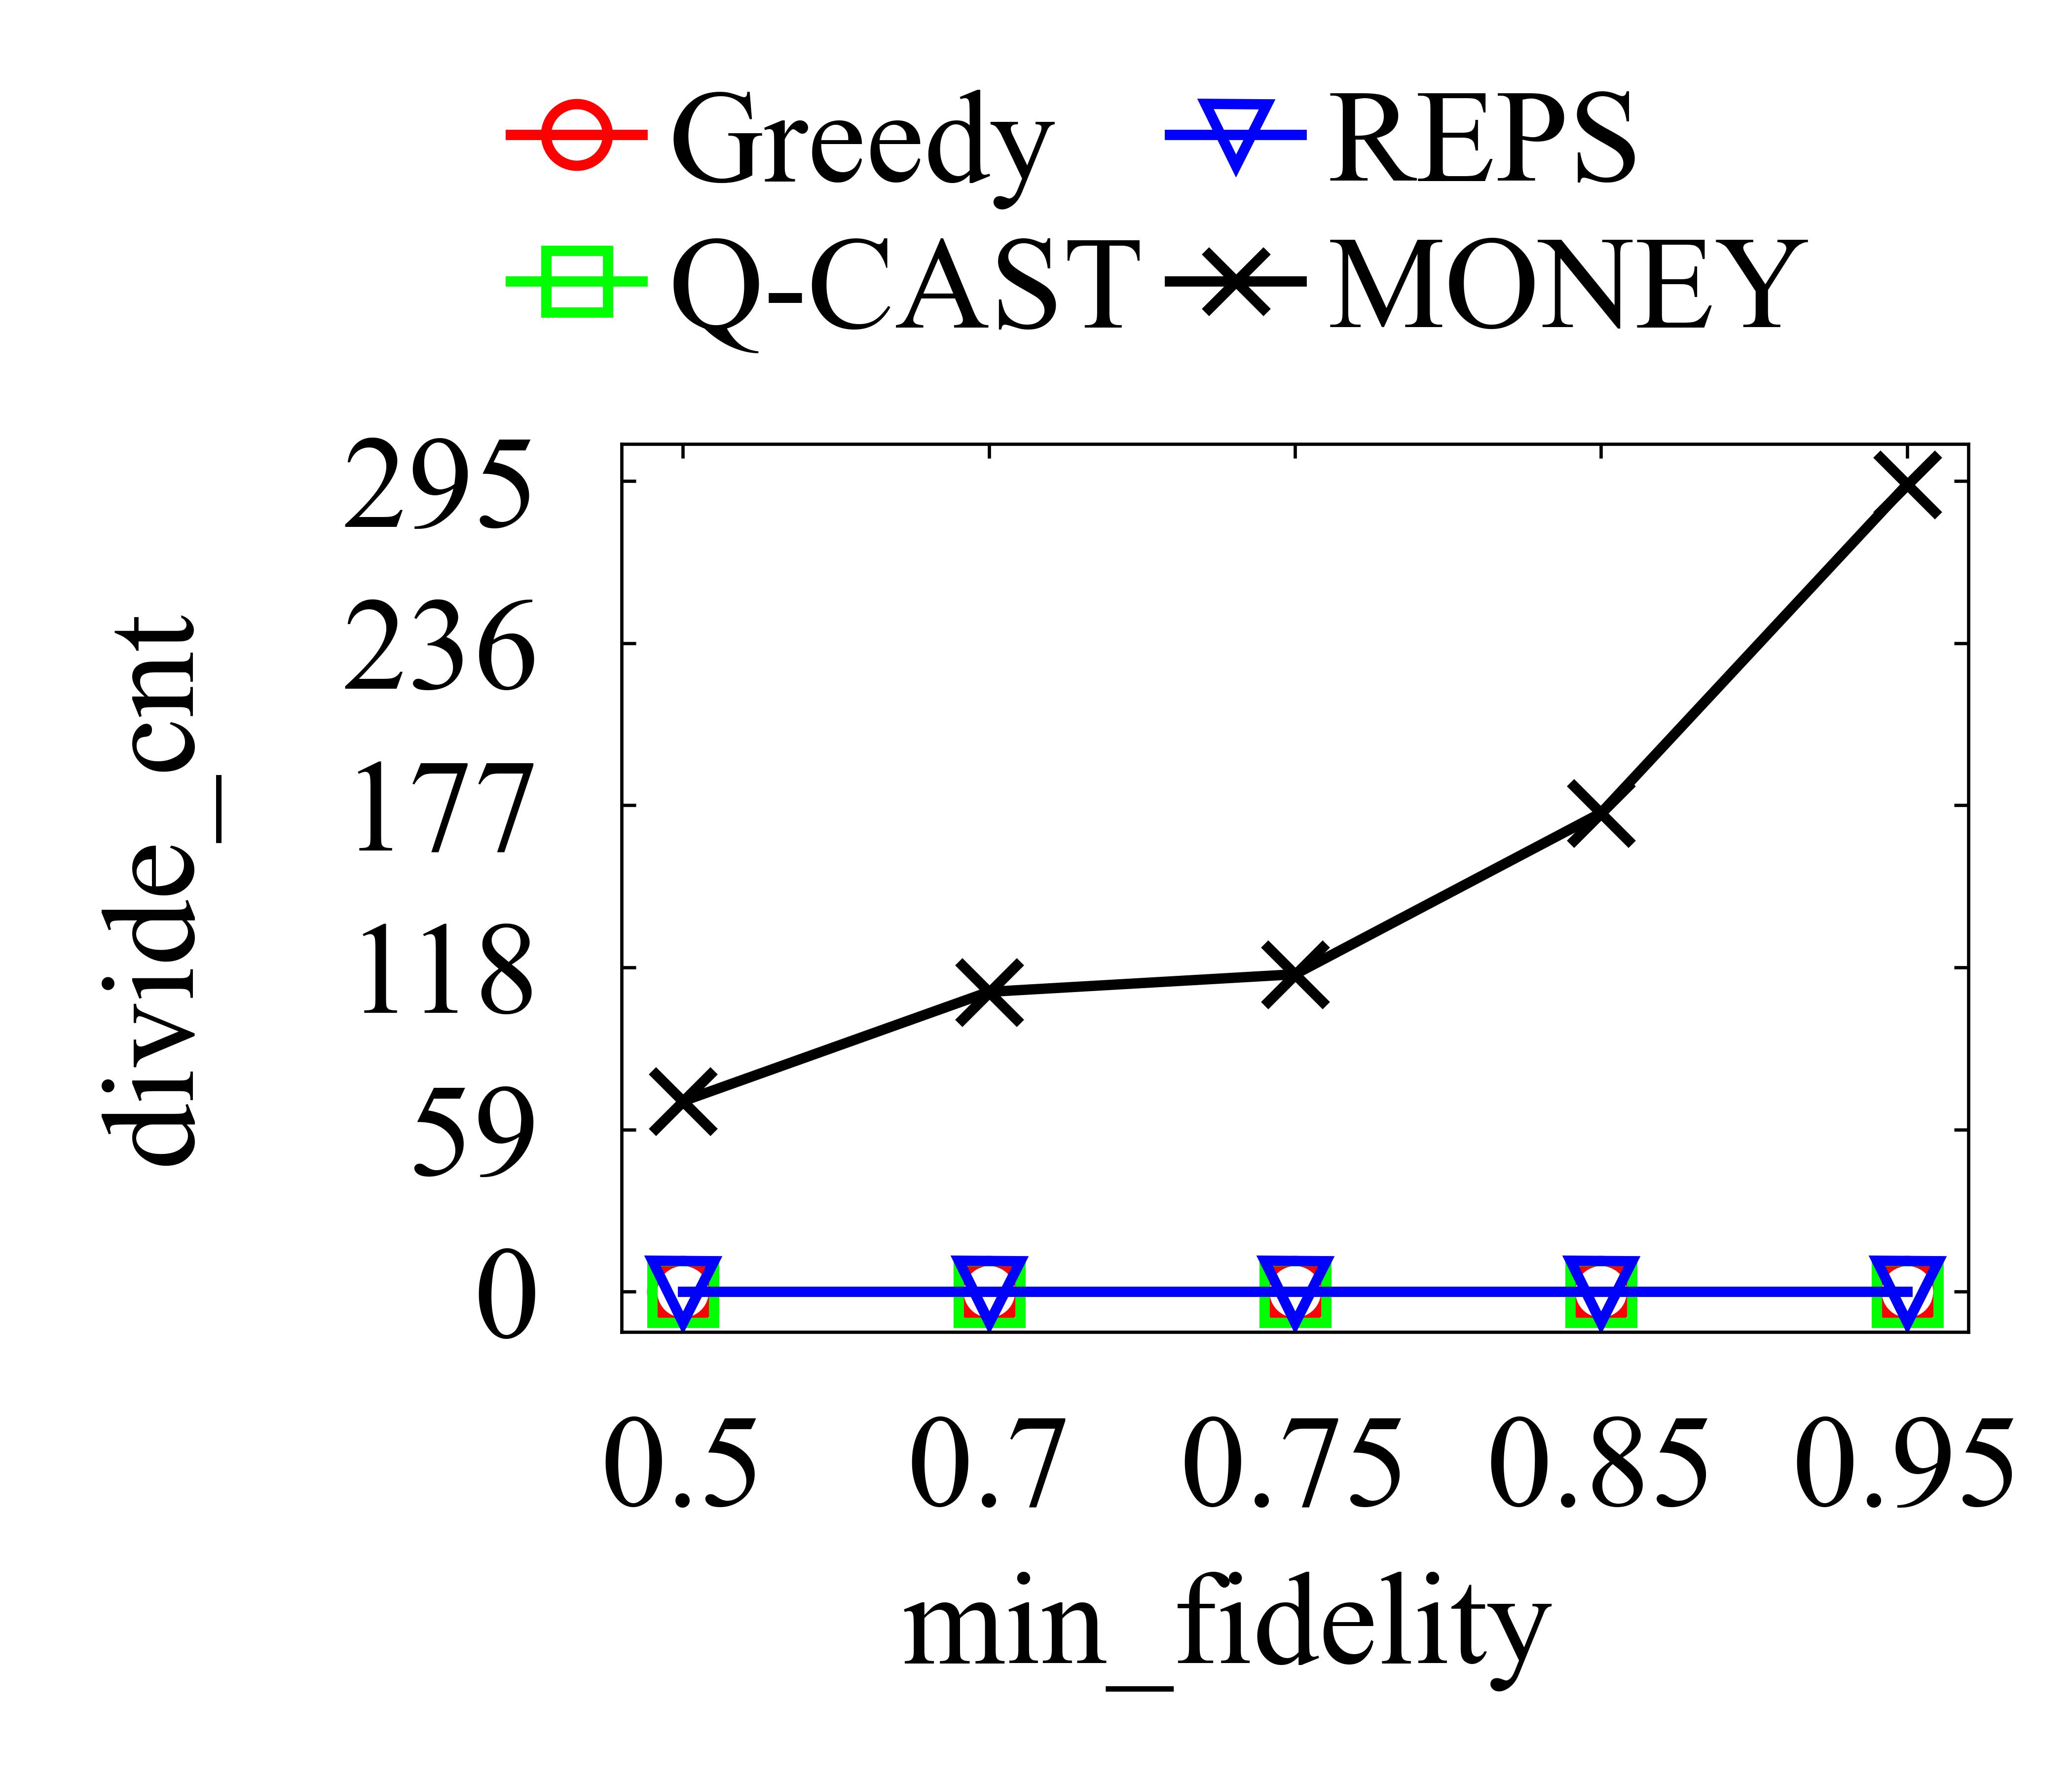 Greedy REPS
Q-CAST MONEY
295
236
177
118
59
0
divide_cnt
0.5 0.7 0.75 0.85 0.95
min_fidelity